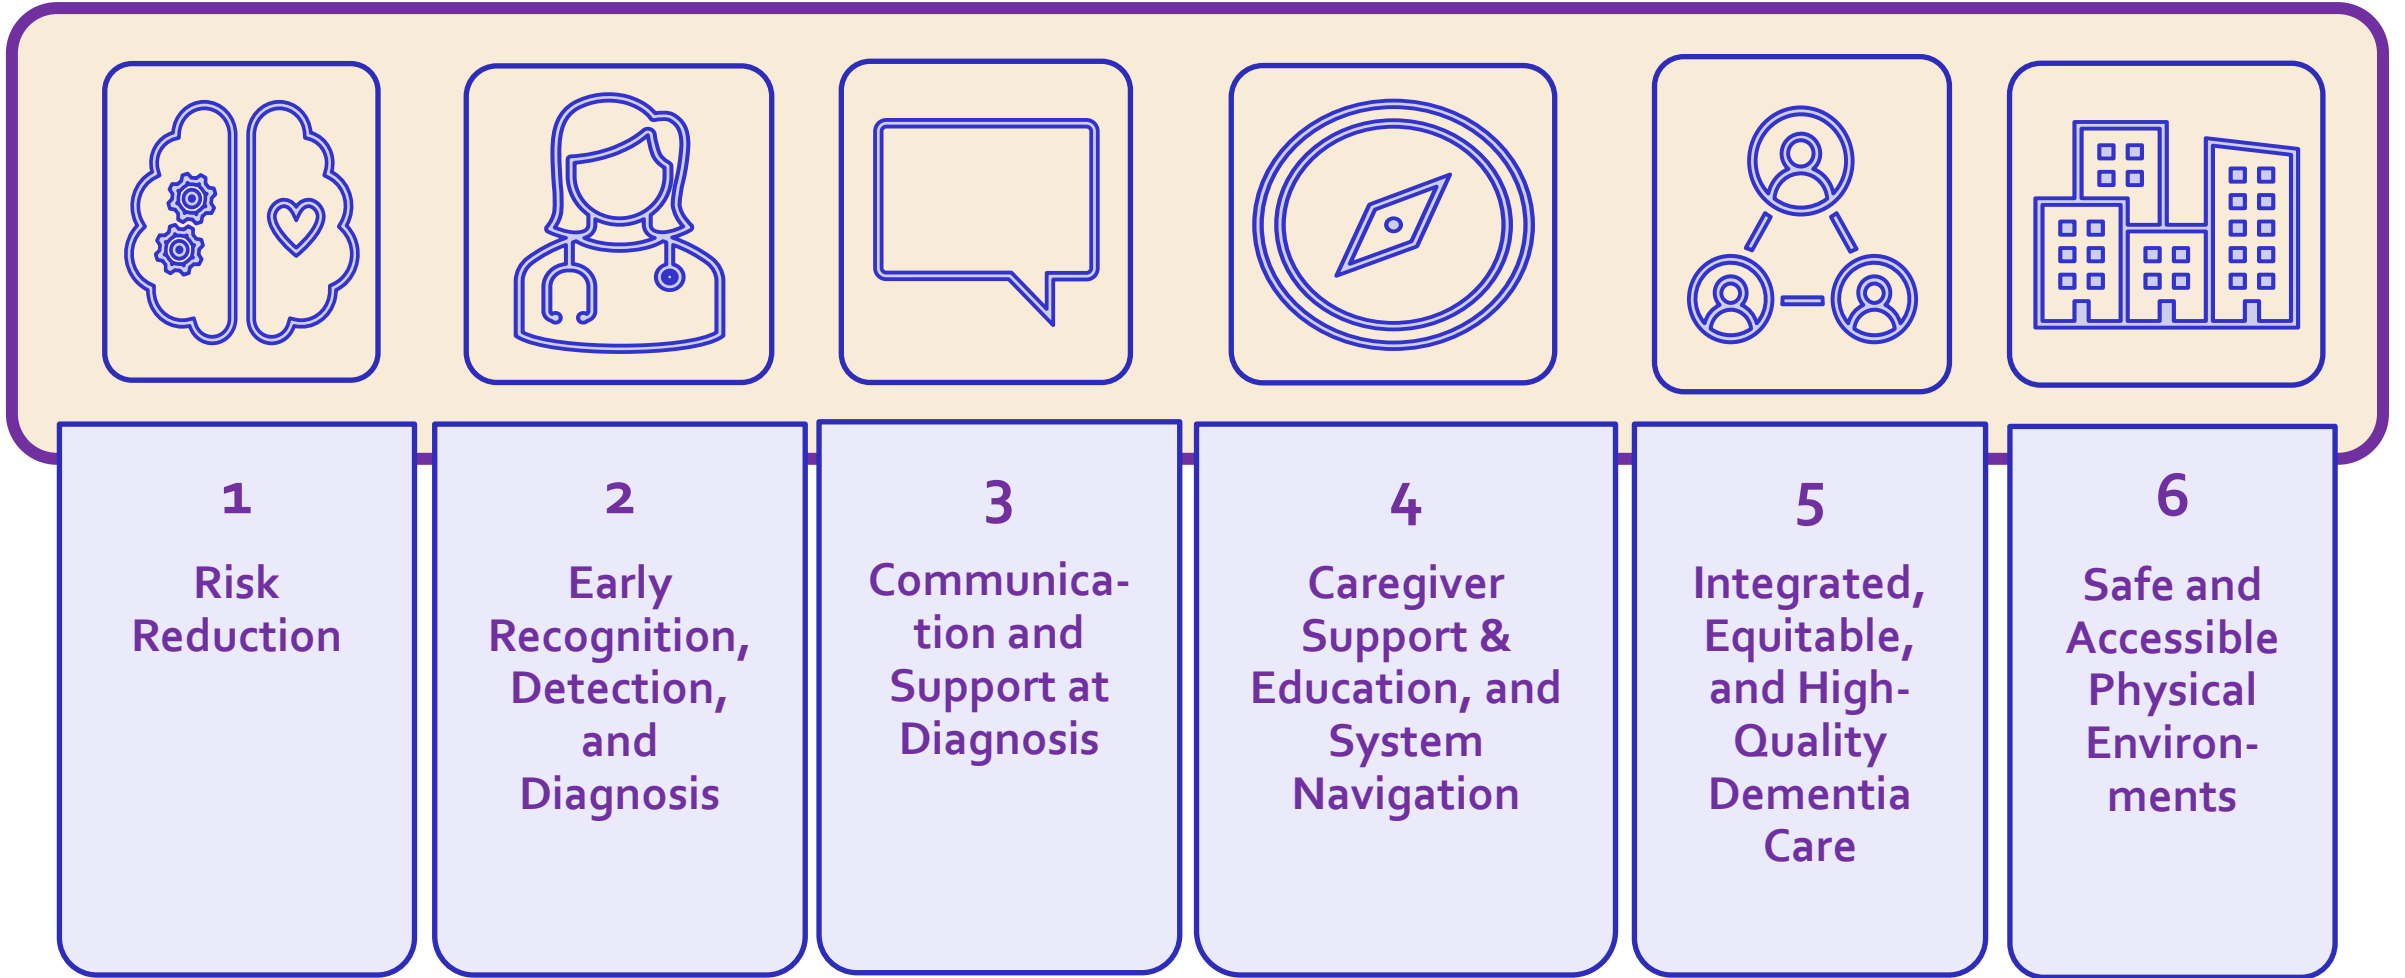 1
Risk
Reduction
2
Early
Recognition,
Detection,
and
Diagnosis
3
Communica-
tion and
Support at
Diagnosis
4
Caregiver
Support &
Education, and
System
Navigation
5
Integrated,
Equitable,
and High-
Quality
Dementia
Care
6
Safe and
Accessible
Physical
Environ-
ments